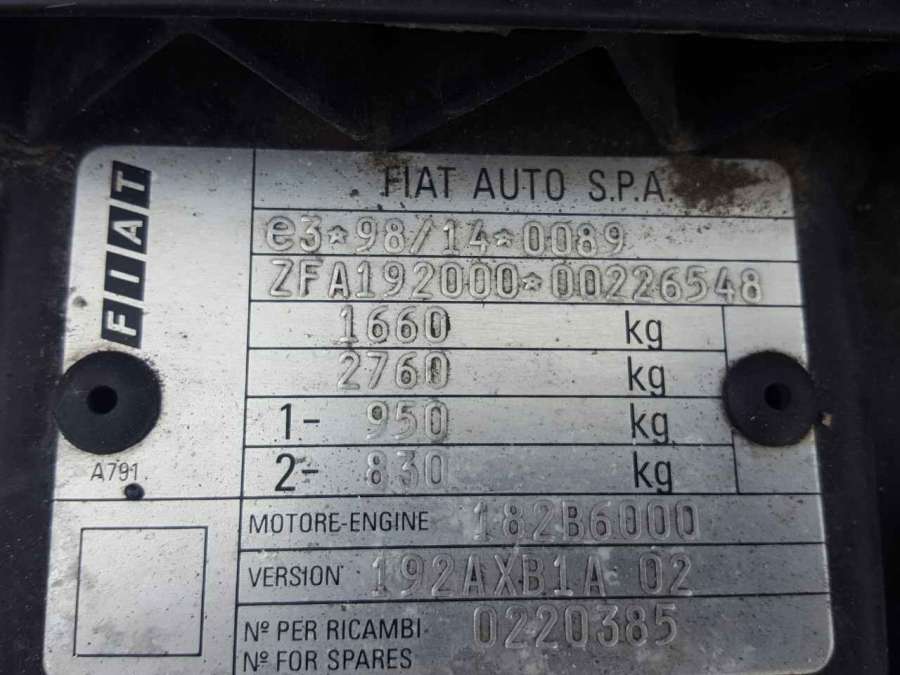 FIAT
FIAT AUTO S.P.A.
e3*98/14*0089
ZFA192000*00226548
1660 kg
2760 kg
1- 950 kg
2- 830 kg
A791
MOTORE-ENGINE 182B6000
VERSION 192AXB1A 02
Nº PER RICAMBI 0220385
Nº FOR SPARES